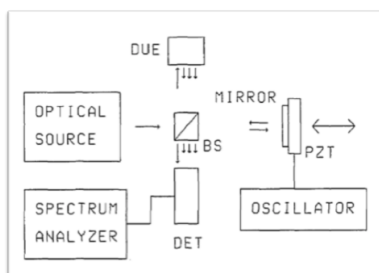 DUE
MIRROR
OPTICAL
SOURCE
BS
PZT
SPECTRUM
ANALYZER
DET
OSCILLATOR